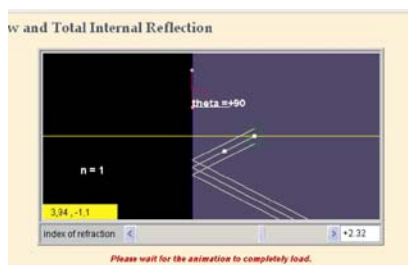 w and Total Internal Reflection
theta =+90
n = 1
3,94 , -1,1
index of refraction < > +2.32
Please wait for the animation to completely load.